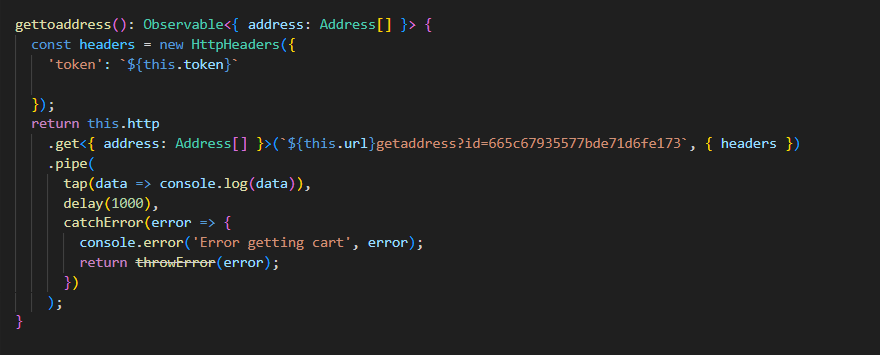 gettoaddress(): Observable<{ address: Address[] }> {
const headers = new HttpHeaders({
'token': `${this.token}`
});
return this.http
.get<{ address: Address[] }>(`${this.url}getaddress?id=665c67935577bde71d6fe173`, { headers })
.pipe(
tap(data => console.log(data)),
delay(1000),
catchError(error => {
console.error('Error getting cart', error);
return throwError(error);
})
);
}